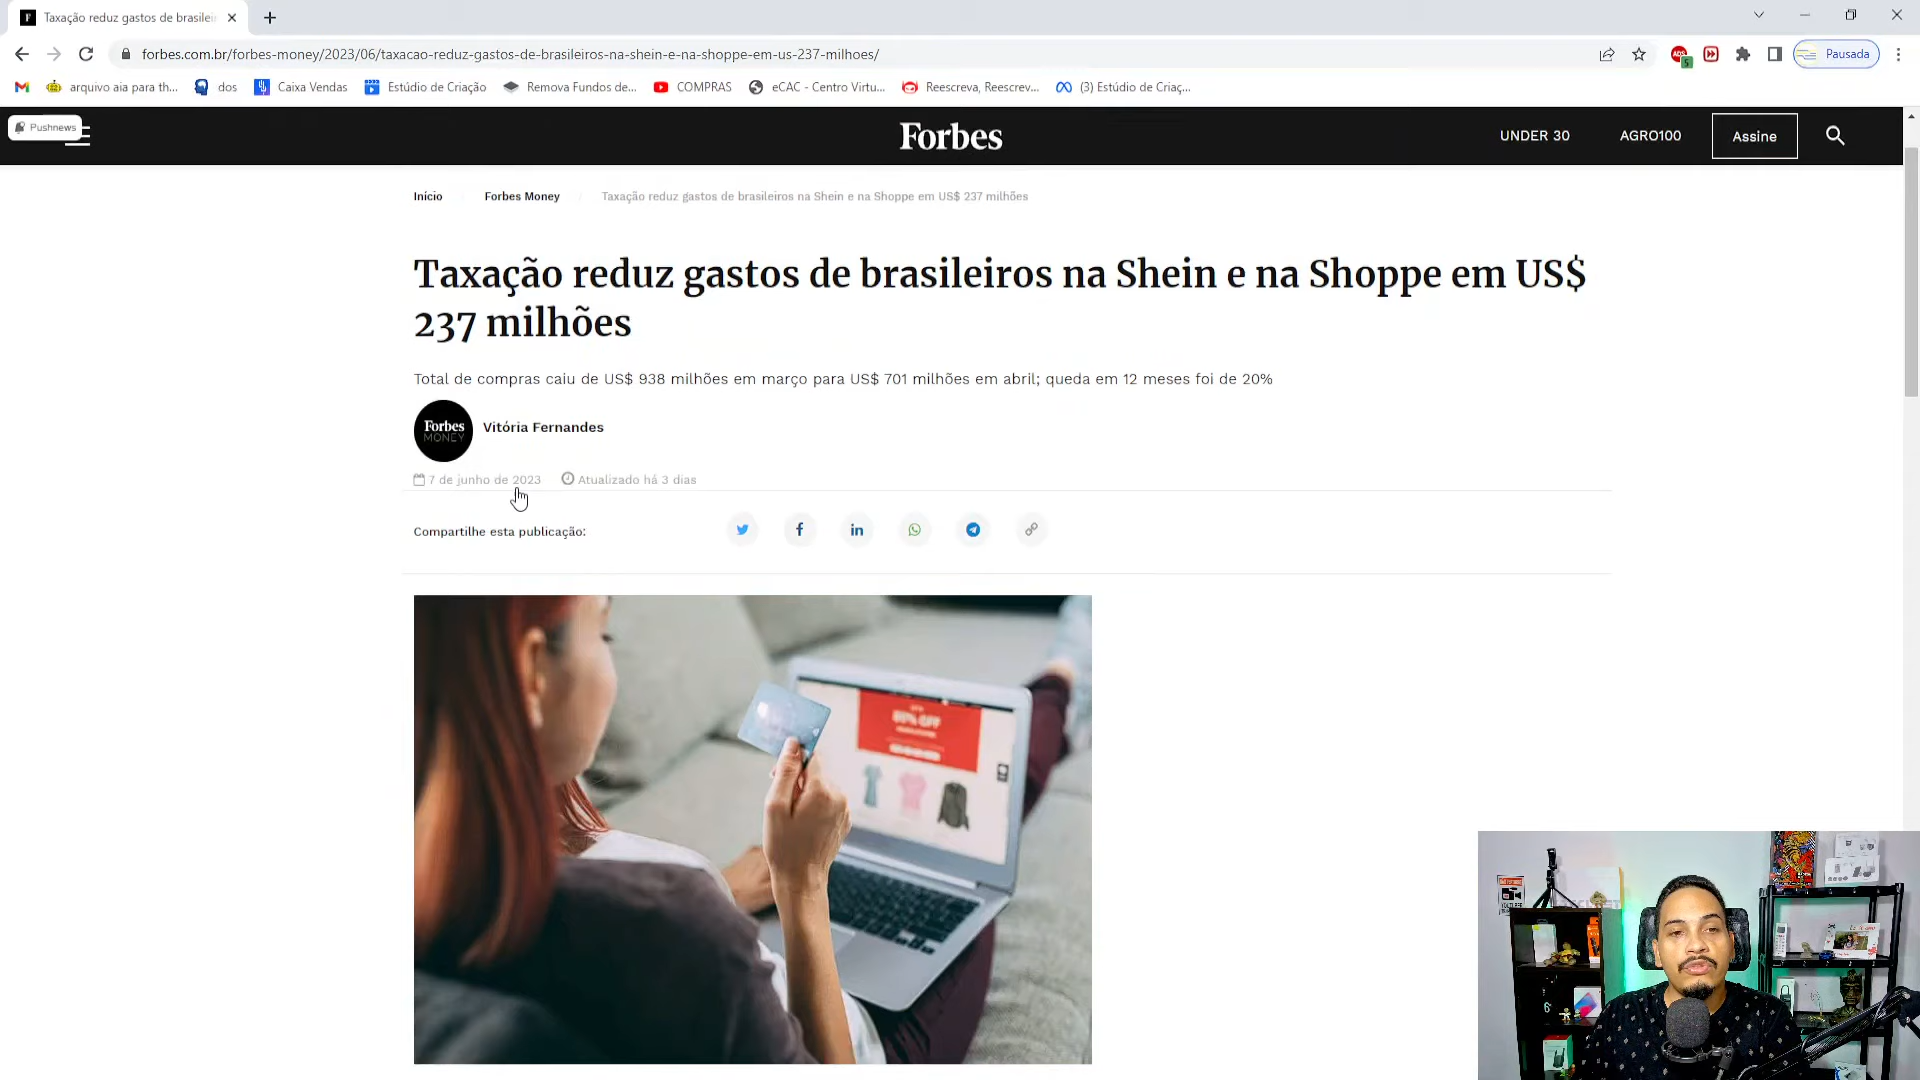 Taxação reduz gastos de brasilei
forbes.com.br/forbes-money/2023/06/taxacao-reduz-gastos-de-brasileiros-na-shein-e-na-shoppe-em-us-237-milhoes/
ADS
5
Pausada
arquivo aia para th...
dos
Caixa Vendas
Estúdio de Criação
Remova Fundos de...
COMPRAS
eCAC - Centro Virtu...
Reescreva, Reescrev...
(3) Estúdio de Criaç...
Pushnews
Forbes
UNDER 30
AGRO100
Assine
Início
Forbes Money
Taxação reduz gastos de brasileiros na Shein e na Shoppe em US$ 237 milhões
Taxação reduz gastos de brasileiros na Shein e na Shoppe em US$
237 milhões
Total de compras caiu de US$ 938 milhões em março para US$ 701 milhões em abril; queda em 12 meses foi de 20%
Forbes
MONEY
Vitória Fernandes
7 de junho de 2023
Atualizado há 3 dias
Compartilhe esta publicação: